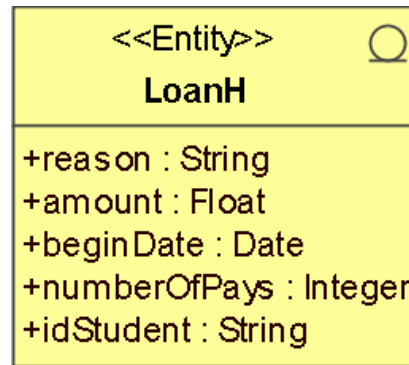 <<Entity>>
LoanH
+reason : String
+amount : Float
+beginDate : Date
+numberOfPays : Integer
+idStudent : String